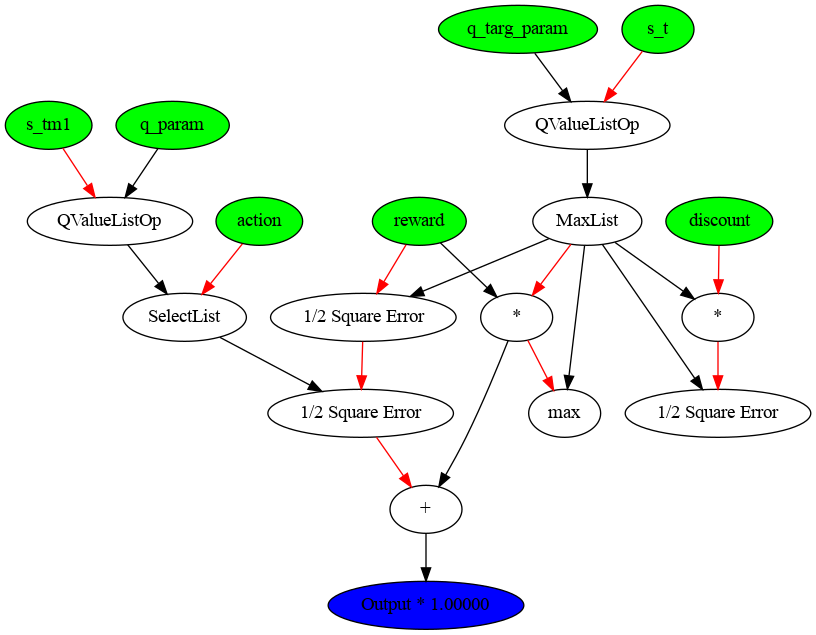 q_targ_param
s_t
s_tm1
q_param
QValueListOp
QValueListOp
action
reward
MaxList
discount
SelectList
1/2 Square Error
*
*
1/2 Square Error
max
1/2 Square Error
+
Output * 1.00000